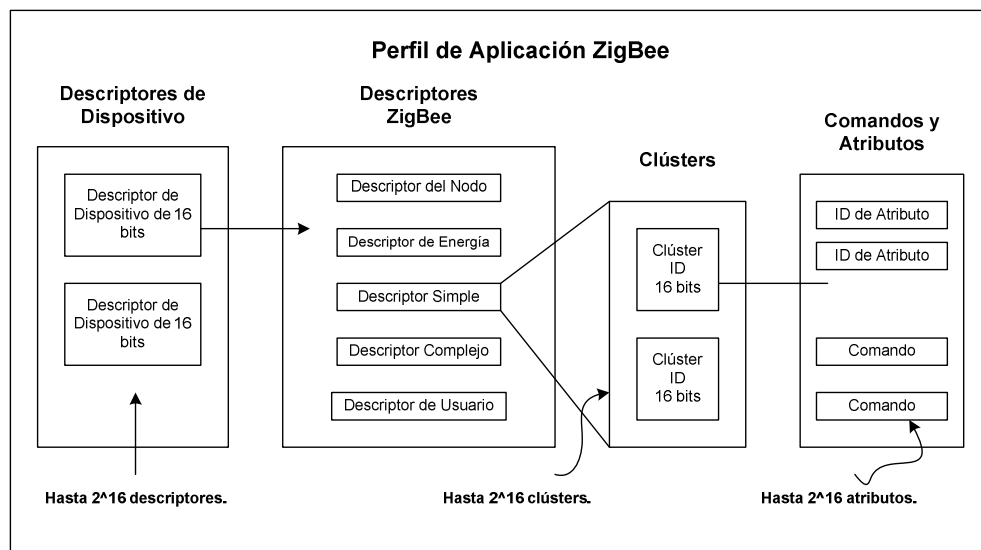 Perfil de Aplicación ZigBee
Descriptores de
Dispositivo
Descriptor de
Dispositivo de 16
bits
Descriptor de
Dispositivo de 16
bits
Hasta 2^16 descriptores.
Descriptores
ZigBee
Descriptor del Nodo
Descriptor de Energía
Descriptor Simple
Descriptor Complejo
Descriptor de Usuario
Clústers
Clúster
ID
16 bits
Clúster
ID
16 bits
Hasta 2^16 clústers.
Comandos y
Atributos
ID de Atributo
ID de Atributo
Comando
Comando
Hasta 2^16 atributos.